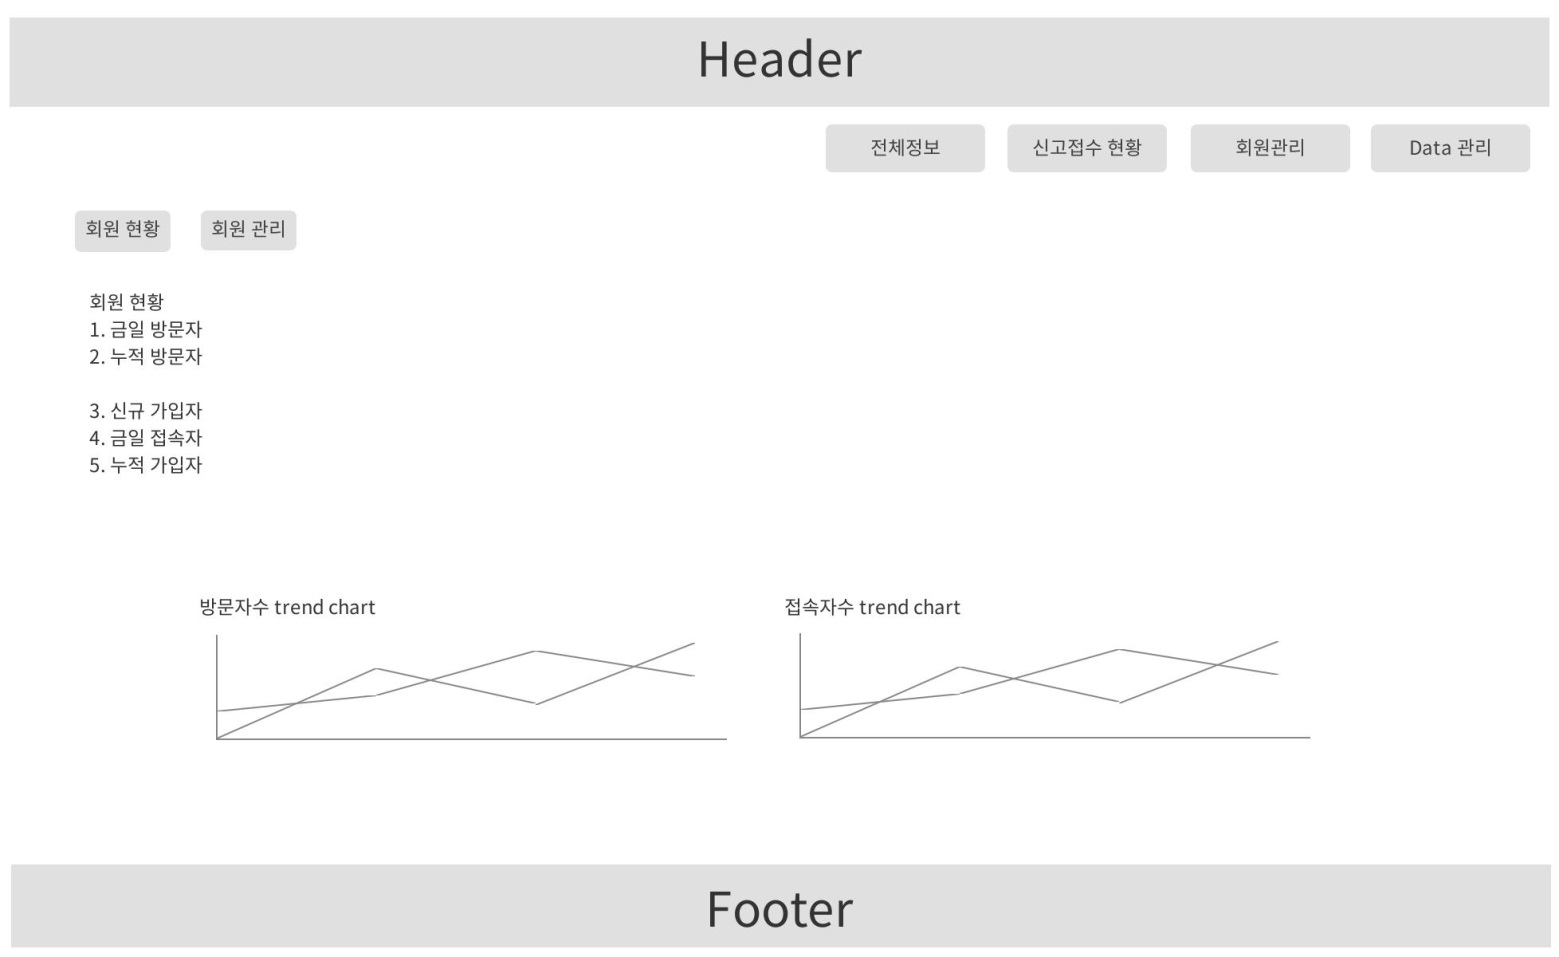 Header
전체정보
신고접수 현황
회원관리
Data 관리
회원 현황
회원 관리
회원 현황
1. 금일 방문자
2. 누적 방문자
3. 신규 가입자
4. 금일 접속자
5. 누적 가입자
방문자수 trend chart
접속자수 trend chart
Footer